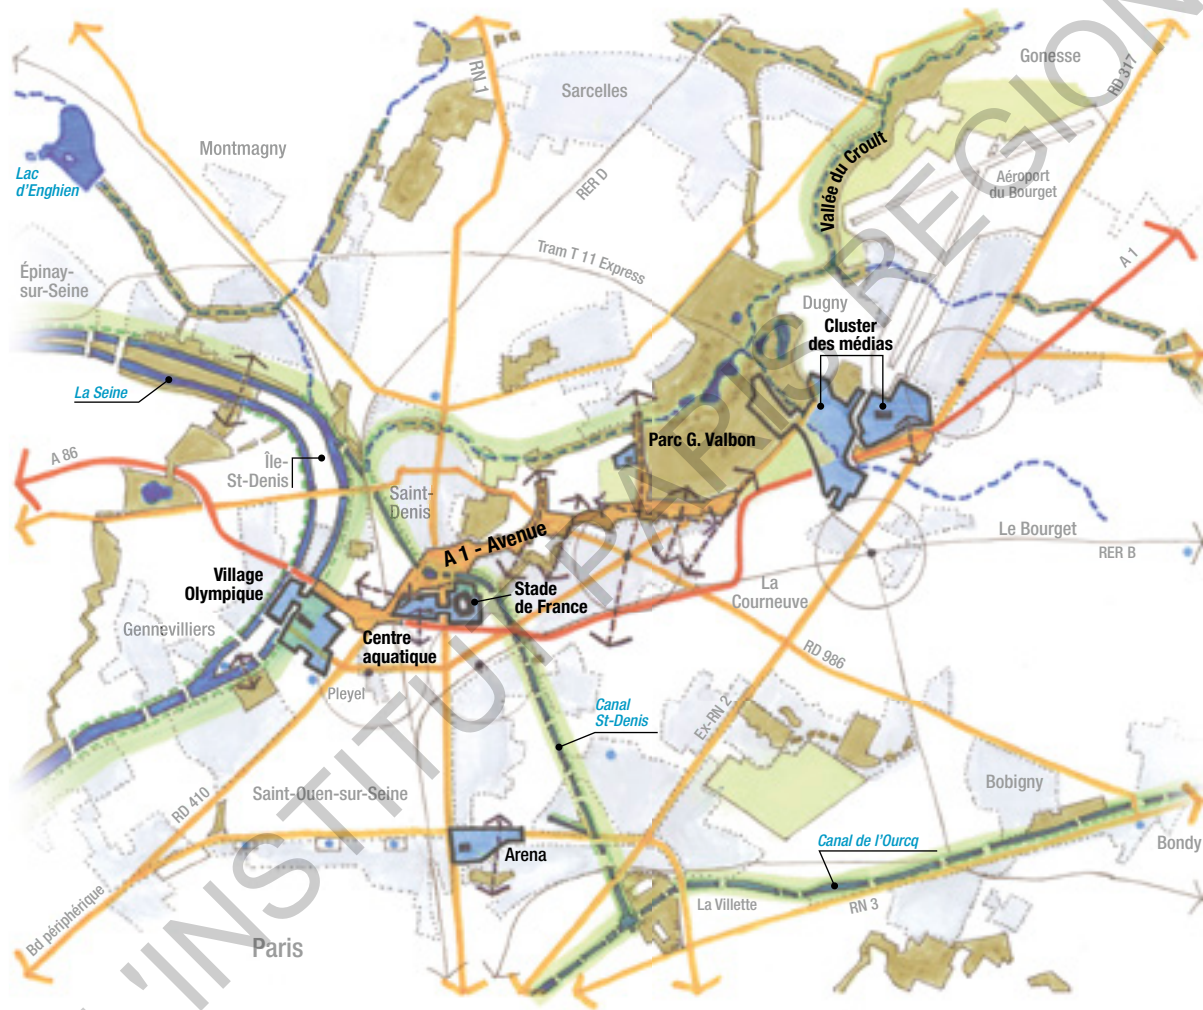 Gonesse
RN 1
RD 317
Sarcelles
Montmagny
Lac
d'Enghien
RER D
Vallée du Croult
Aéroport
du Bourget
Tram T 11 Express
A 1
Épinay-
sur-Seine
Dugny
Cluster
des médias
La Seine
Parc G. Valbon
A 86
Île-
St-Denis
Saint-
Denis
A 1 - Avenue
Le Bourget
RER B
Village
Olympique
Stade
de France
La
Courneuve
Gennevilliers
Centre
aquatique
RD 986
Pleyel
Canal
St-Denis
Ex-RN 2
Bobigny
Saint-Ouen-sur-Seine
RD 410
Canal de l'Ourcq
Bondy
Arena
La Villette
RN 3
Bd périphérique
Paris
L'INSTITUT PARIS REGION